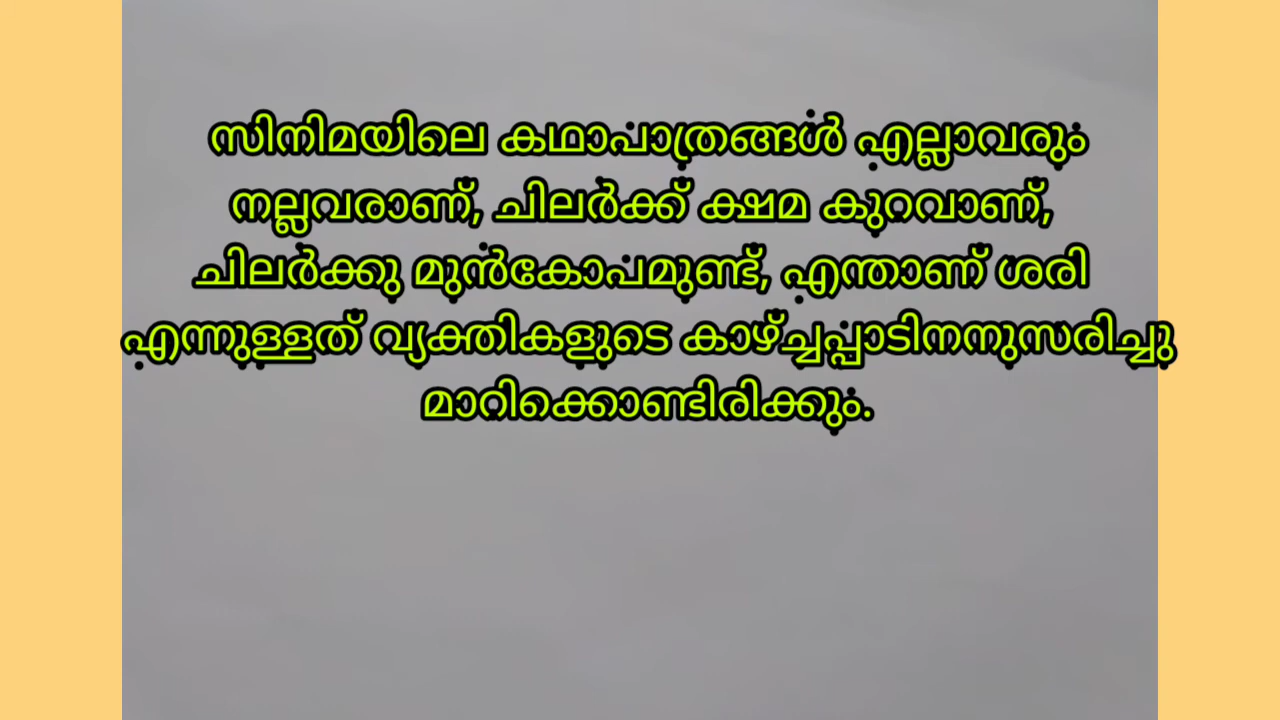 സിനിമയിലെ കഥാപാത്രങ്ങൾ എല്ലാവരും
നല്ലവരാണ്, ചിലർക്ക് ക്ഷമ കുറവാണ്,
ചിലർക്കു മുൻകോപമുണ്ട്, എന്താണ് ശരി
എന്നുള്ളത് വ്യക്തികളുടെ കാഴ്ച്ചപ്പാടിനനുസരിച്ചു
മാറിക്കൊണ്ടിരിക്കും.